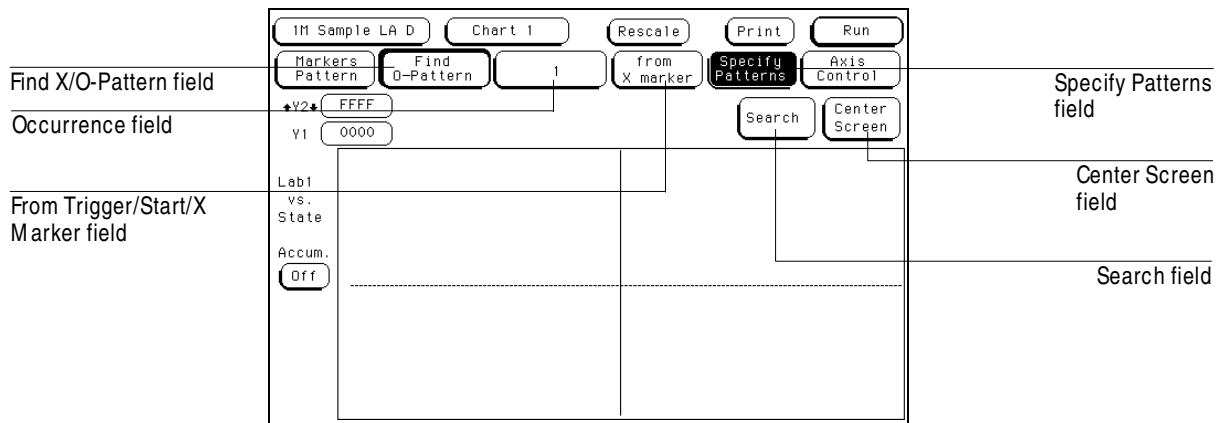 1M Sample LA D Chart 1 Rescale Print Run
Markers Pattern
Find O-Pattern
1
from X marker
Specify Patterns
Axis Control
Y2 FFFF
Y1 0000
Search
Center Screen
Lab1
vs.
State
Accum.
Off
Find X/O-Pattern field
Occurrence field
From Trigger/Start/X
Marker field
Specify Patterns
field
Center Screen
field
Search field